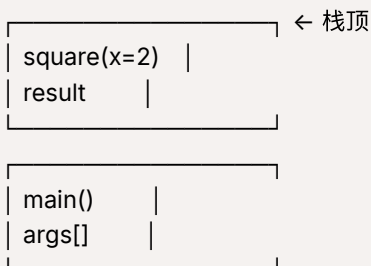 ← 栈顶
square(x=2)
result
main()
args[]